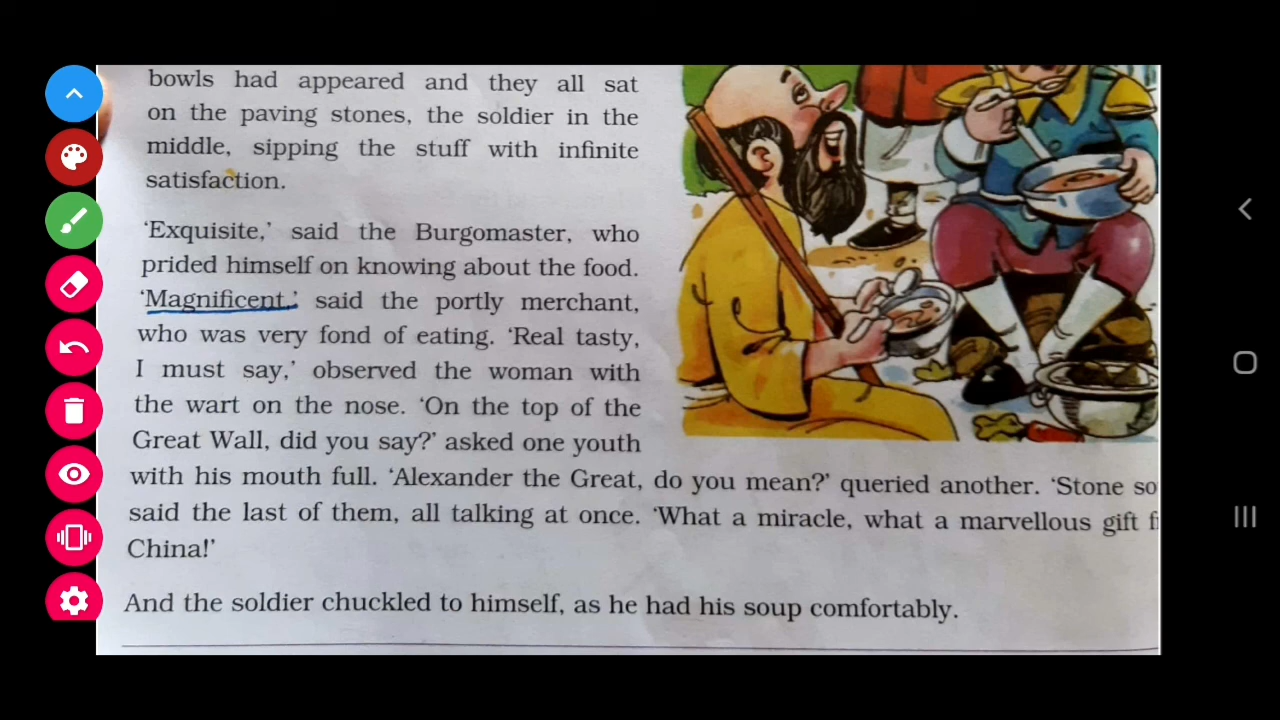 bowls had appeared and they all sat
on the paving stones, the soldier in the
middle, sipping the stuff with infinite
satisfaction.
‘Exquisite,’ said the Burgomaster, who
prided himself on knowing about the food.
‘Magnificent,’ said the portly merchant,
who was very fond of eating. ‘Real tasty,
I must say,’ observed the woman with
the wart on the nose. ‘On the top of the
Great Wall, did you say?’ asked one youth
with his mouth full. ‘Alexander the Great, do you mean?’ queried another. ‘Stone so
said the last of them, all talking at once. ‘What a miracle, what a marvellous gift f
China!’
And the soldier chuckled to himself, as he had his soup comfortably.